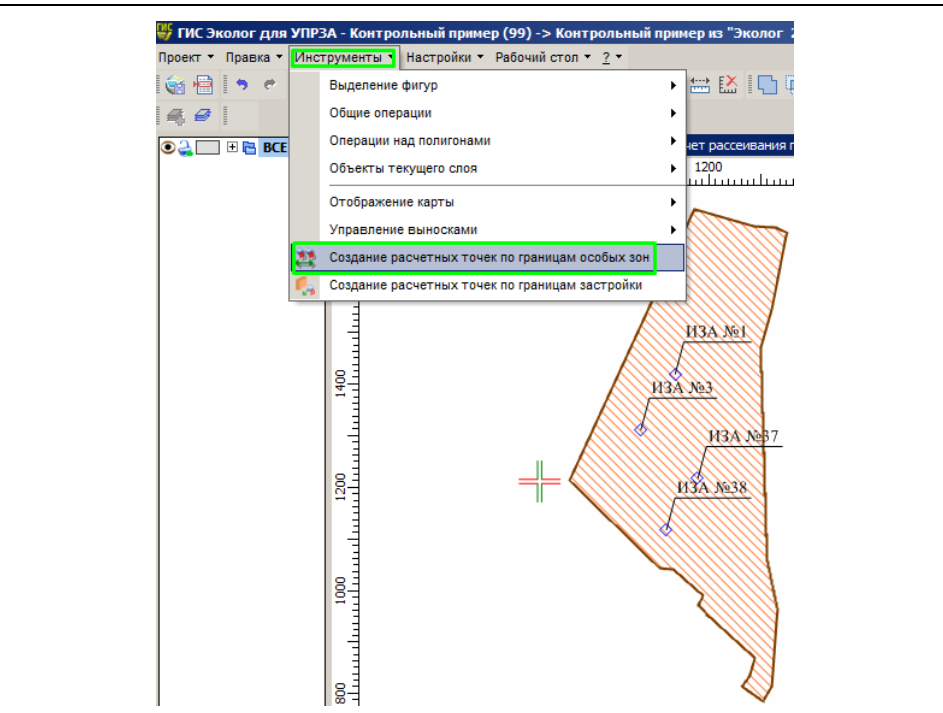 ГИС Эколог для УПРЗА - Контрольный пример (99) -> Контрольный пример из "Эколог 2
Проект Правка Инструменты Настройки Рабочий стол ?
Выделение фигур
Общие операции
Операции над полигонами
ВСЕ
чет рассеивания
Объекты текущего слоя
1200
Отображение карты
Управление выносками
Создание расчетных точек по границам особых зон
Создание расчетных точек по границам застройки
ИЗА №1
1400
ИЗА №3
ИЗА №37
1200
ИЗА №38
1000
800